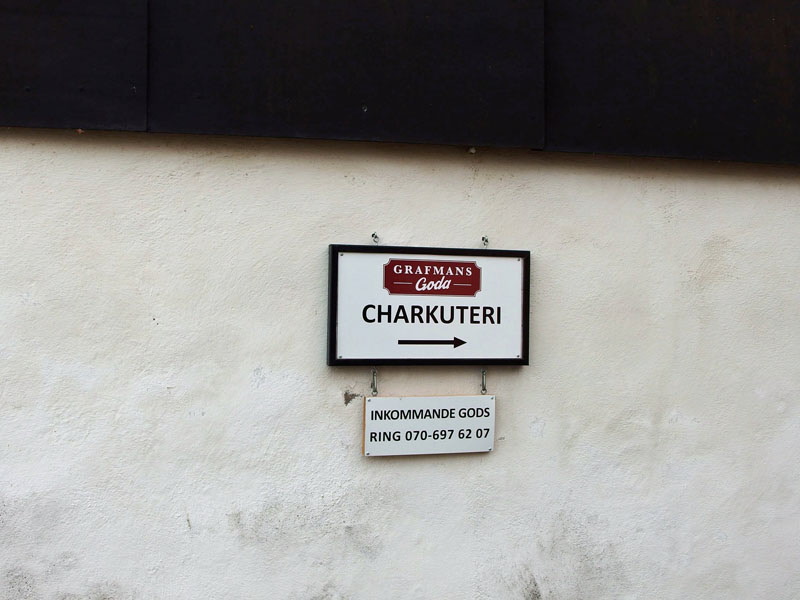 GRAFMANS
Goda
CHARKUTERI
INKOMMANDE GODS
RING 070-697 62 07